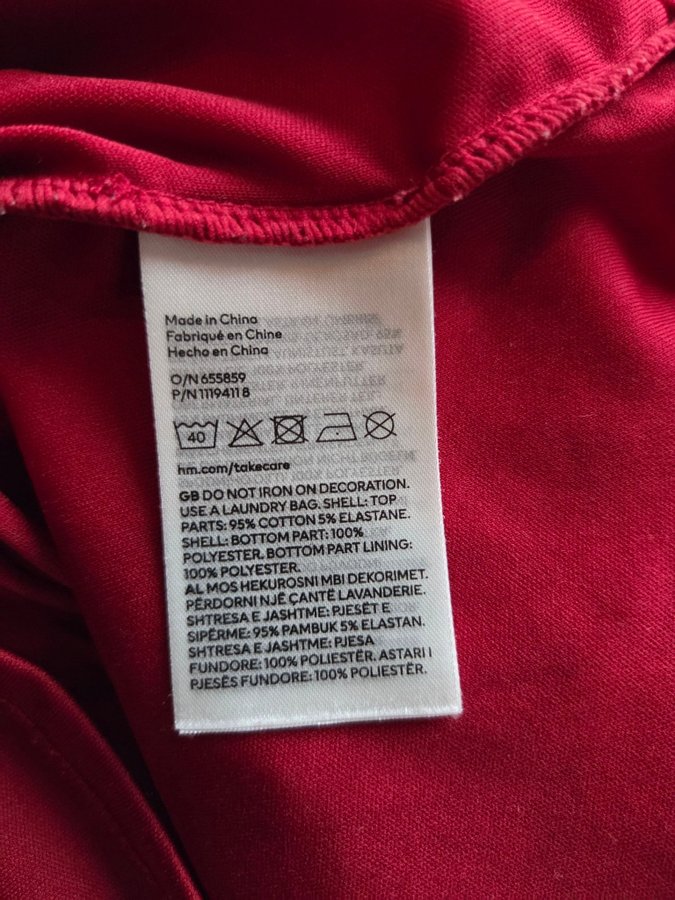 Made in China
Fabriqué en Chine
Hecho en China
O/N 655859
P/N 1119411 8
40
hm.com/takecare
GB DO NOT IRON ON DECORATION.
USE A LAUNDRY BAG. SHELL: TOP
PARTS: 95% COTTON 5% ELASTANE.
SHELL: BOTTOM PART: 100%
POLYESTER. BOTTOM PART LINING:
100% POLYESTER.
AL MOS HEKUROSNI MBI DEKORIMET.
PËRDORNI NJË ÇANTË LAVANDERIE.
SHTRESA E JASHTME: PJESËT E
SIPËRME: 95% PAMBUK 5% ELASTAN.
SHTRESA E JASHTME: PJESA
FUNDORE: 100% POLIESTËR. ASTARI I
PJESËS FUNDORE: 100% POLIESTËR.